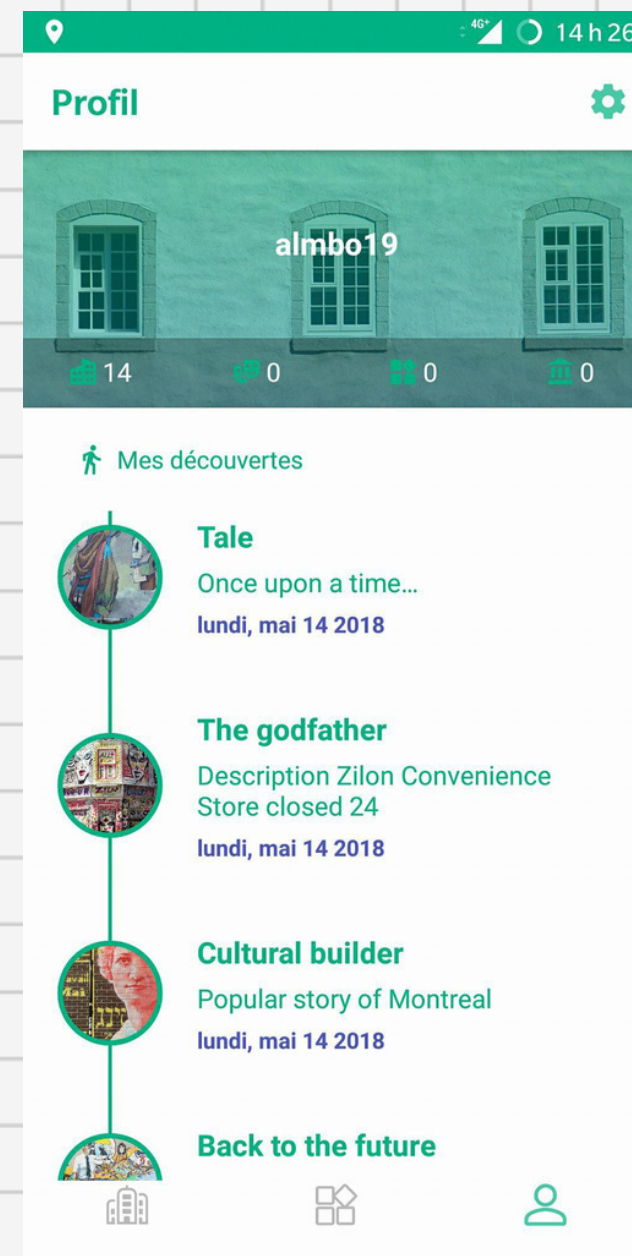 4G+ 14 h 26
Profil
almbo19
14 0 0 0
Mes découvertes
Tale
Once upon a time...
lundi, mai 14 2018
The godfather
Description Zilon Convenience
Store closed 24
lundi, mai 14 2018
Cultural builder
Popular story of Montreal
lundi, mai 14 2018
Back to the future